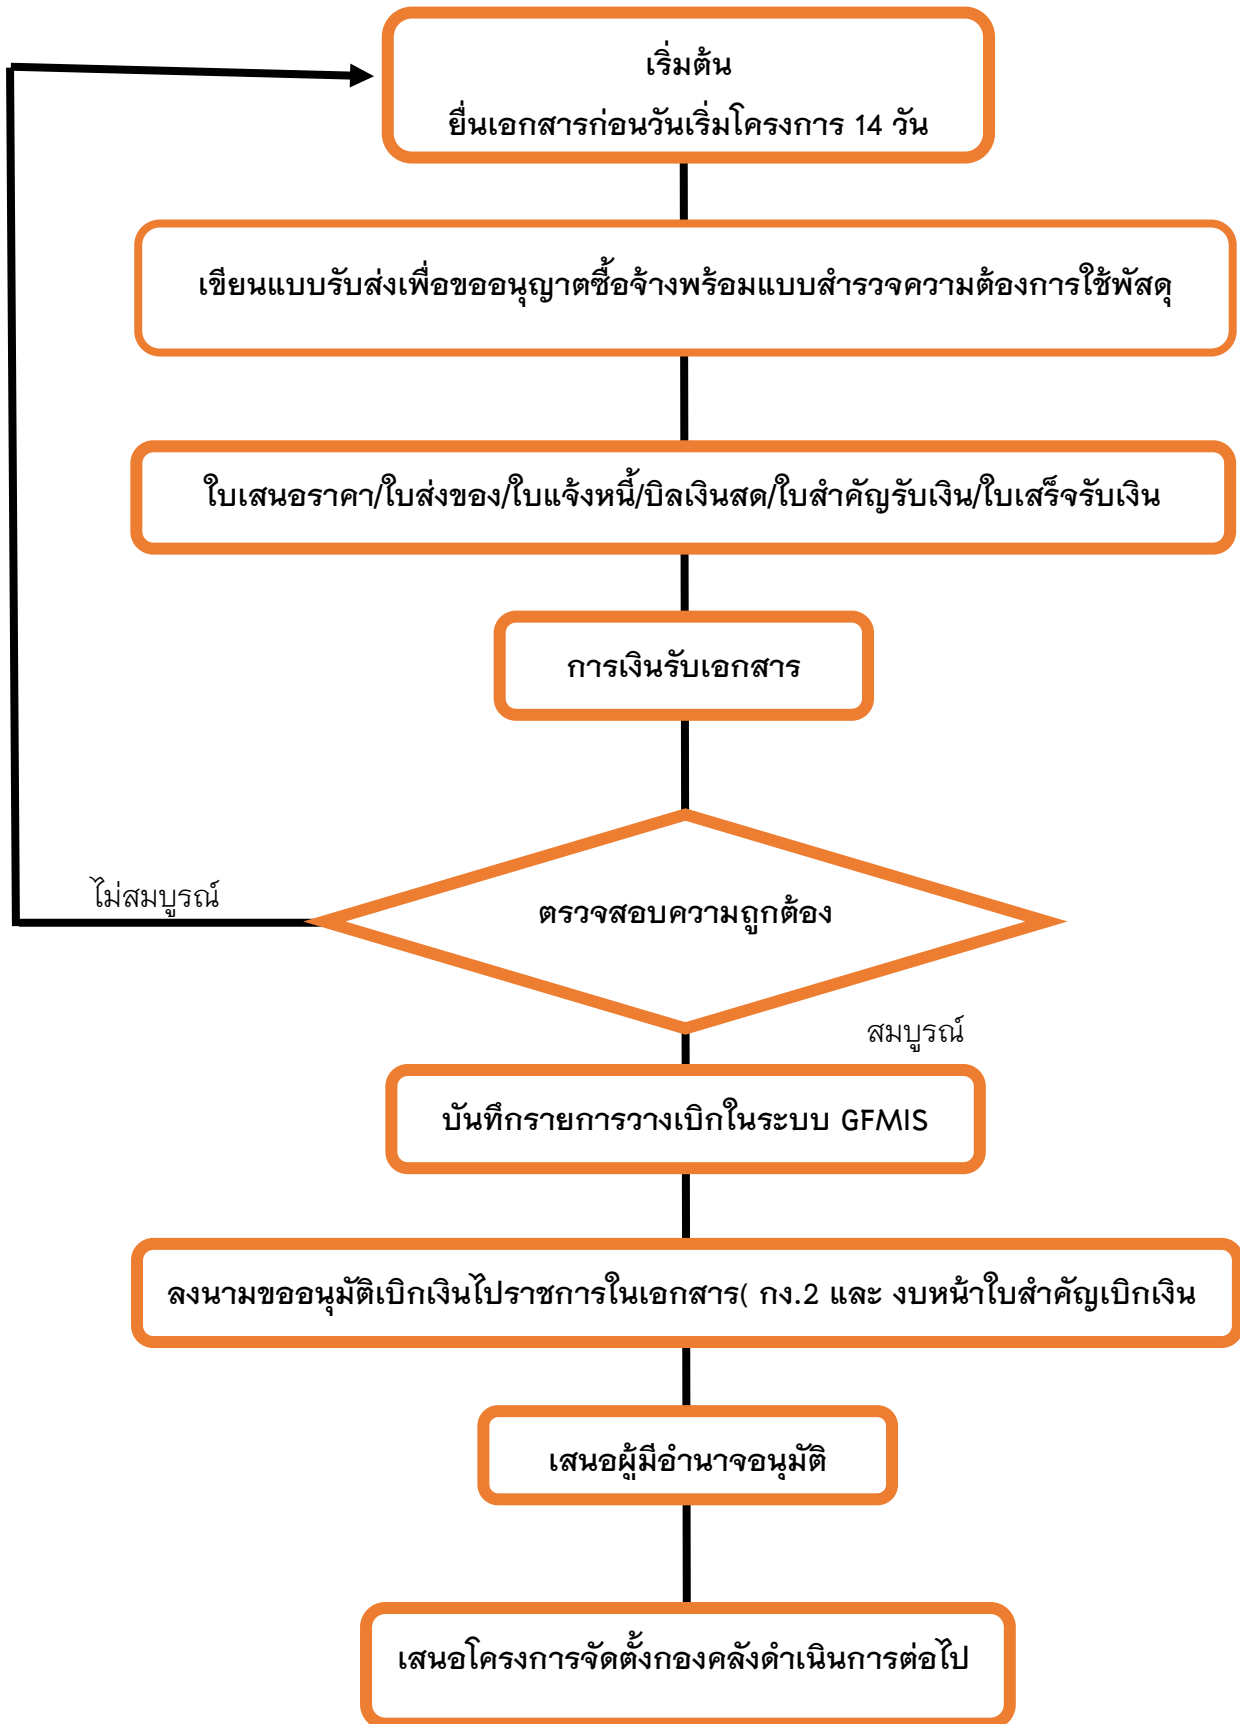 เริ่มต้น
ยื่นเอกสารก่อนวันเริ่มโครงการ 14 วัน
เขียนแบบรับส่งเพื่อขออนุญาตซื้อจ้างพร้อมแบบสำรวจความต้องการใช้พัสดุ
ใบเสนอราคา/ใบส่งของ/ใบแจ้งหนี้/บิลเงินสด/ใบสำคัญรับเงิน/ใบเสร็จรับเงิน
การเงินรับเอกสาร
ไม่สมบูรณ์
ตรวจสอบความถูกต้อง
สมบูรณ์
บันทึกรายการวางเบิกในระบบ GFMIS
ลงนามขออนุมัติเบิกเงินไปราชการในเอกสาร( กง.2 และ งบหน้าใบสำคัญเบิกเงิน
เสนอผู้มีอำนาจอนุมัติ
เสนอโครงการจัดตั้งกองคลังดำเนินการต่อไป